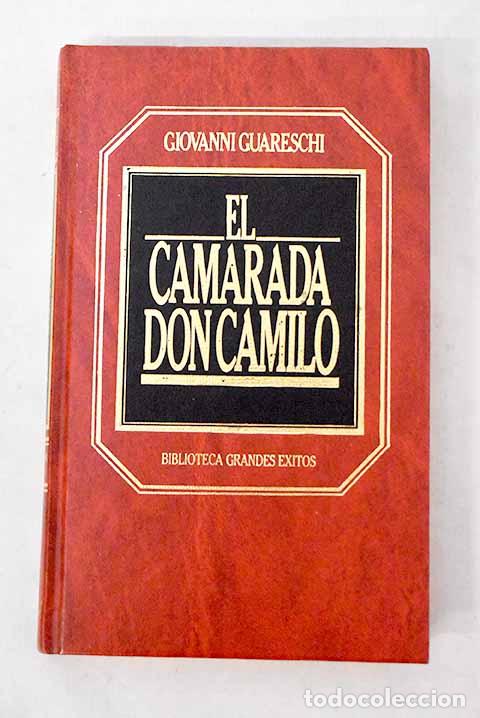 GIOVANNI GUARESCHI
EL
CAMARADA
DON CAMILO
BIBLIOTECA GRANDES EXITOS
todocoleccion